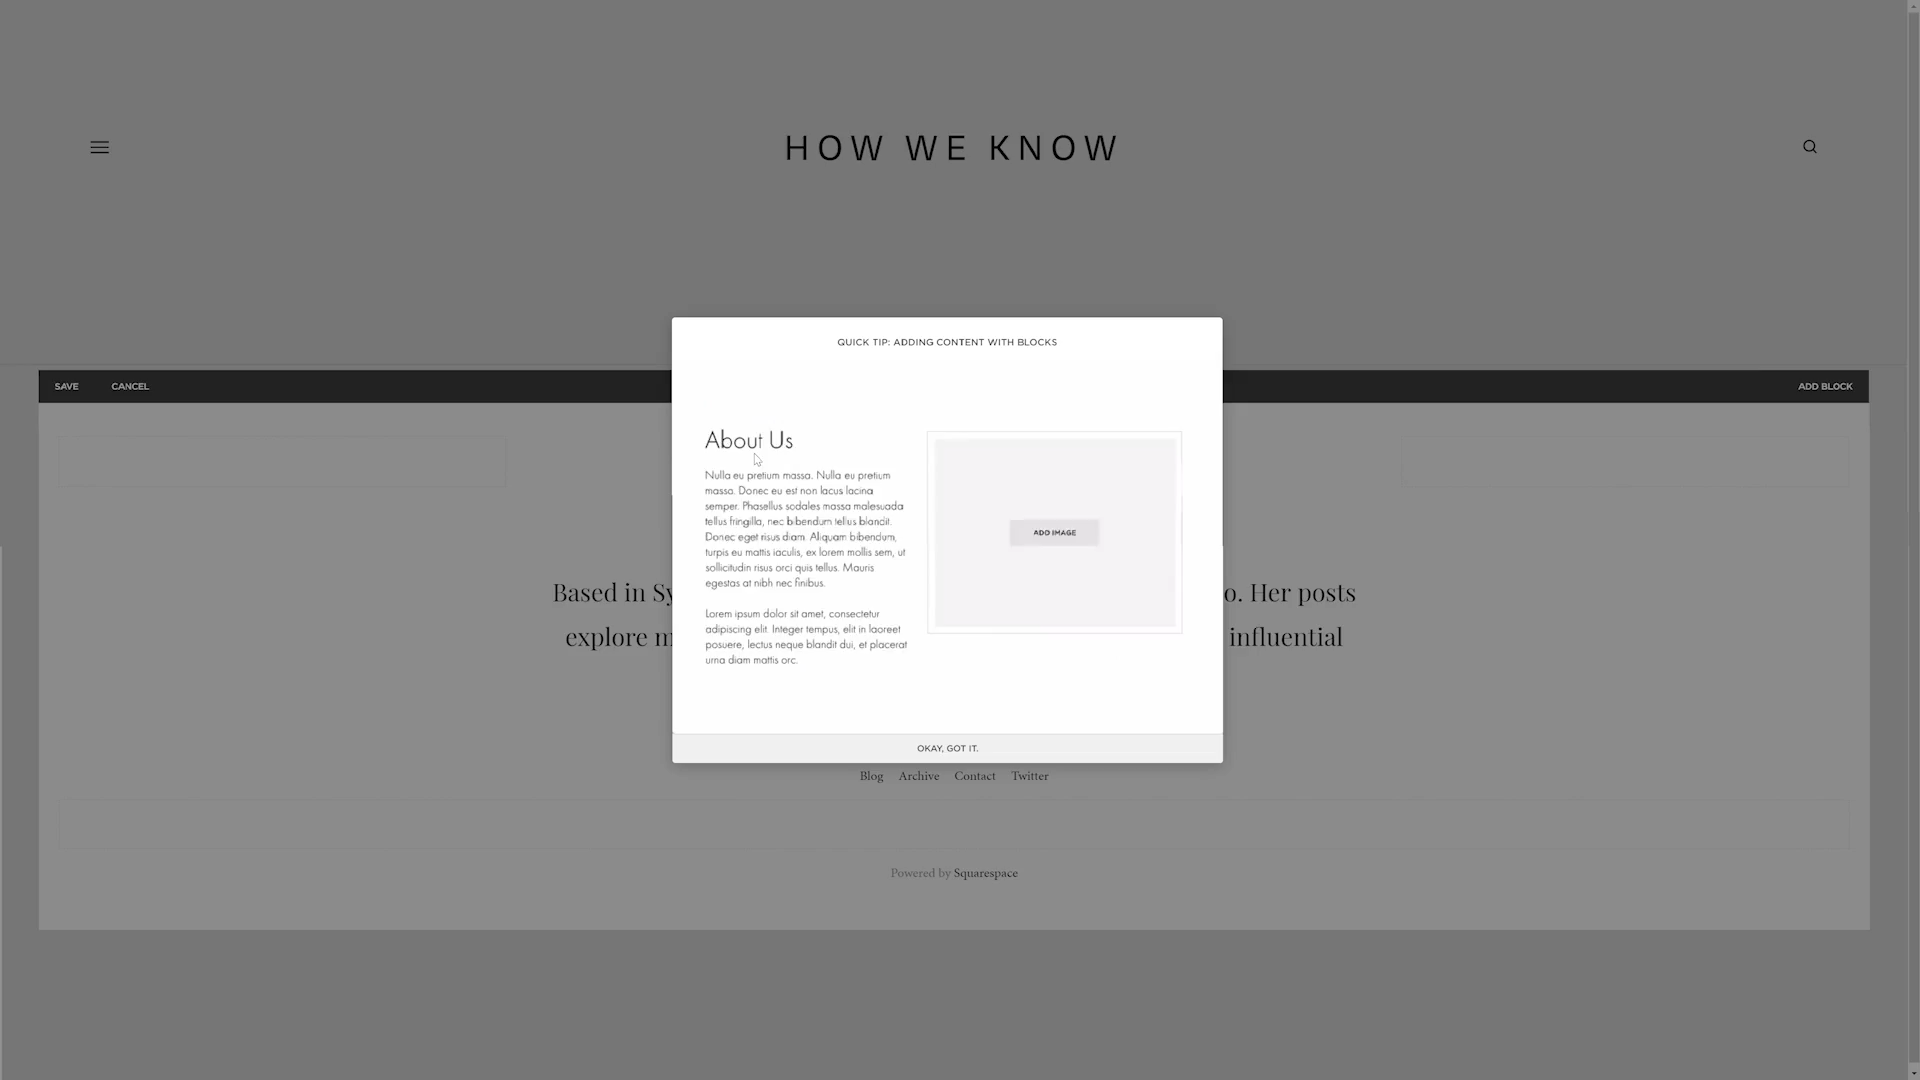 HOW WE KNOW
QUICK TIP: ADDING CONTENT WITH BLOCKS
SAVE CANCEL ADD BLOCK
About Us
Nulla eu pretium massa. Nulla eu pretium
massa. Donec eu est non lacus lacina
semper. Phasellus sodales massa malesuada
tellus fringilla, nec bibendum tellus blandit.
Donec eget risus diam. Aliquam bibendum,
turpis eu mattis iaculis, ex lorem mollis sem, ut
sollicitudin risus orci quis tellus. Mauris
egestas at nibh nec finibus.
Lorem ipsum dolor sit amet, consectetur
adipiscing elit. Integer tempus, elit in laoreet
posuere, lectus neque blandit dui, et placerat
urna diam mattis orc.
ADD IMAGE
Based in Sy
o. Her posts
explore m
influential
OKAY, GOT IT.
Blog Archive Contact Twitter
Powered by Squarespace